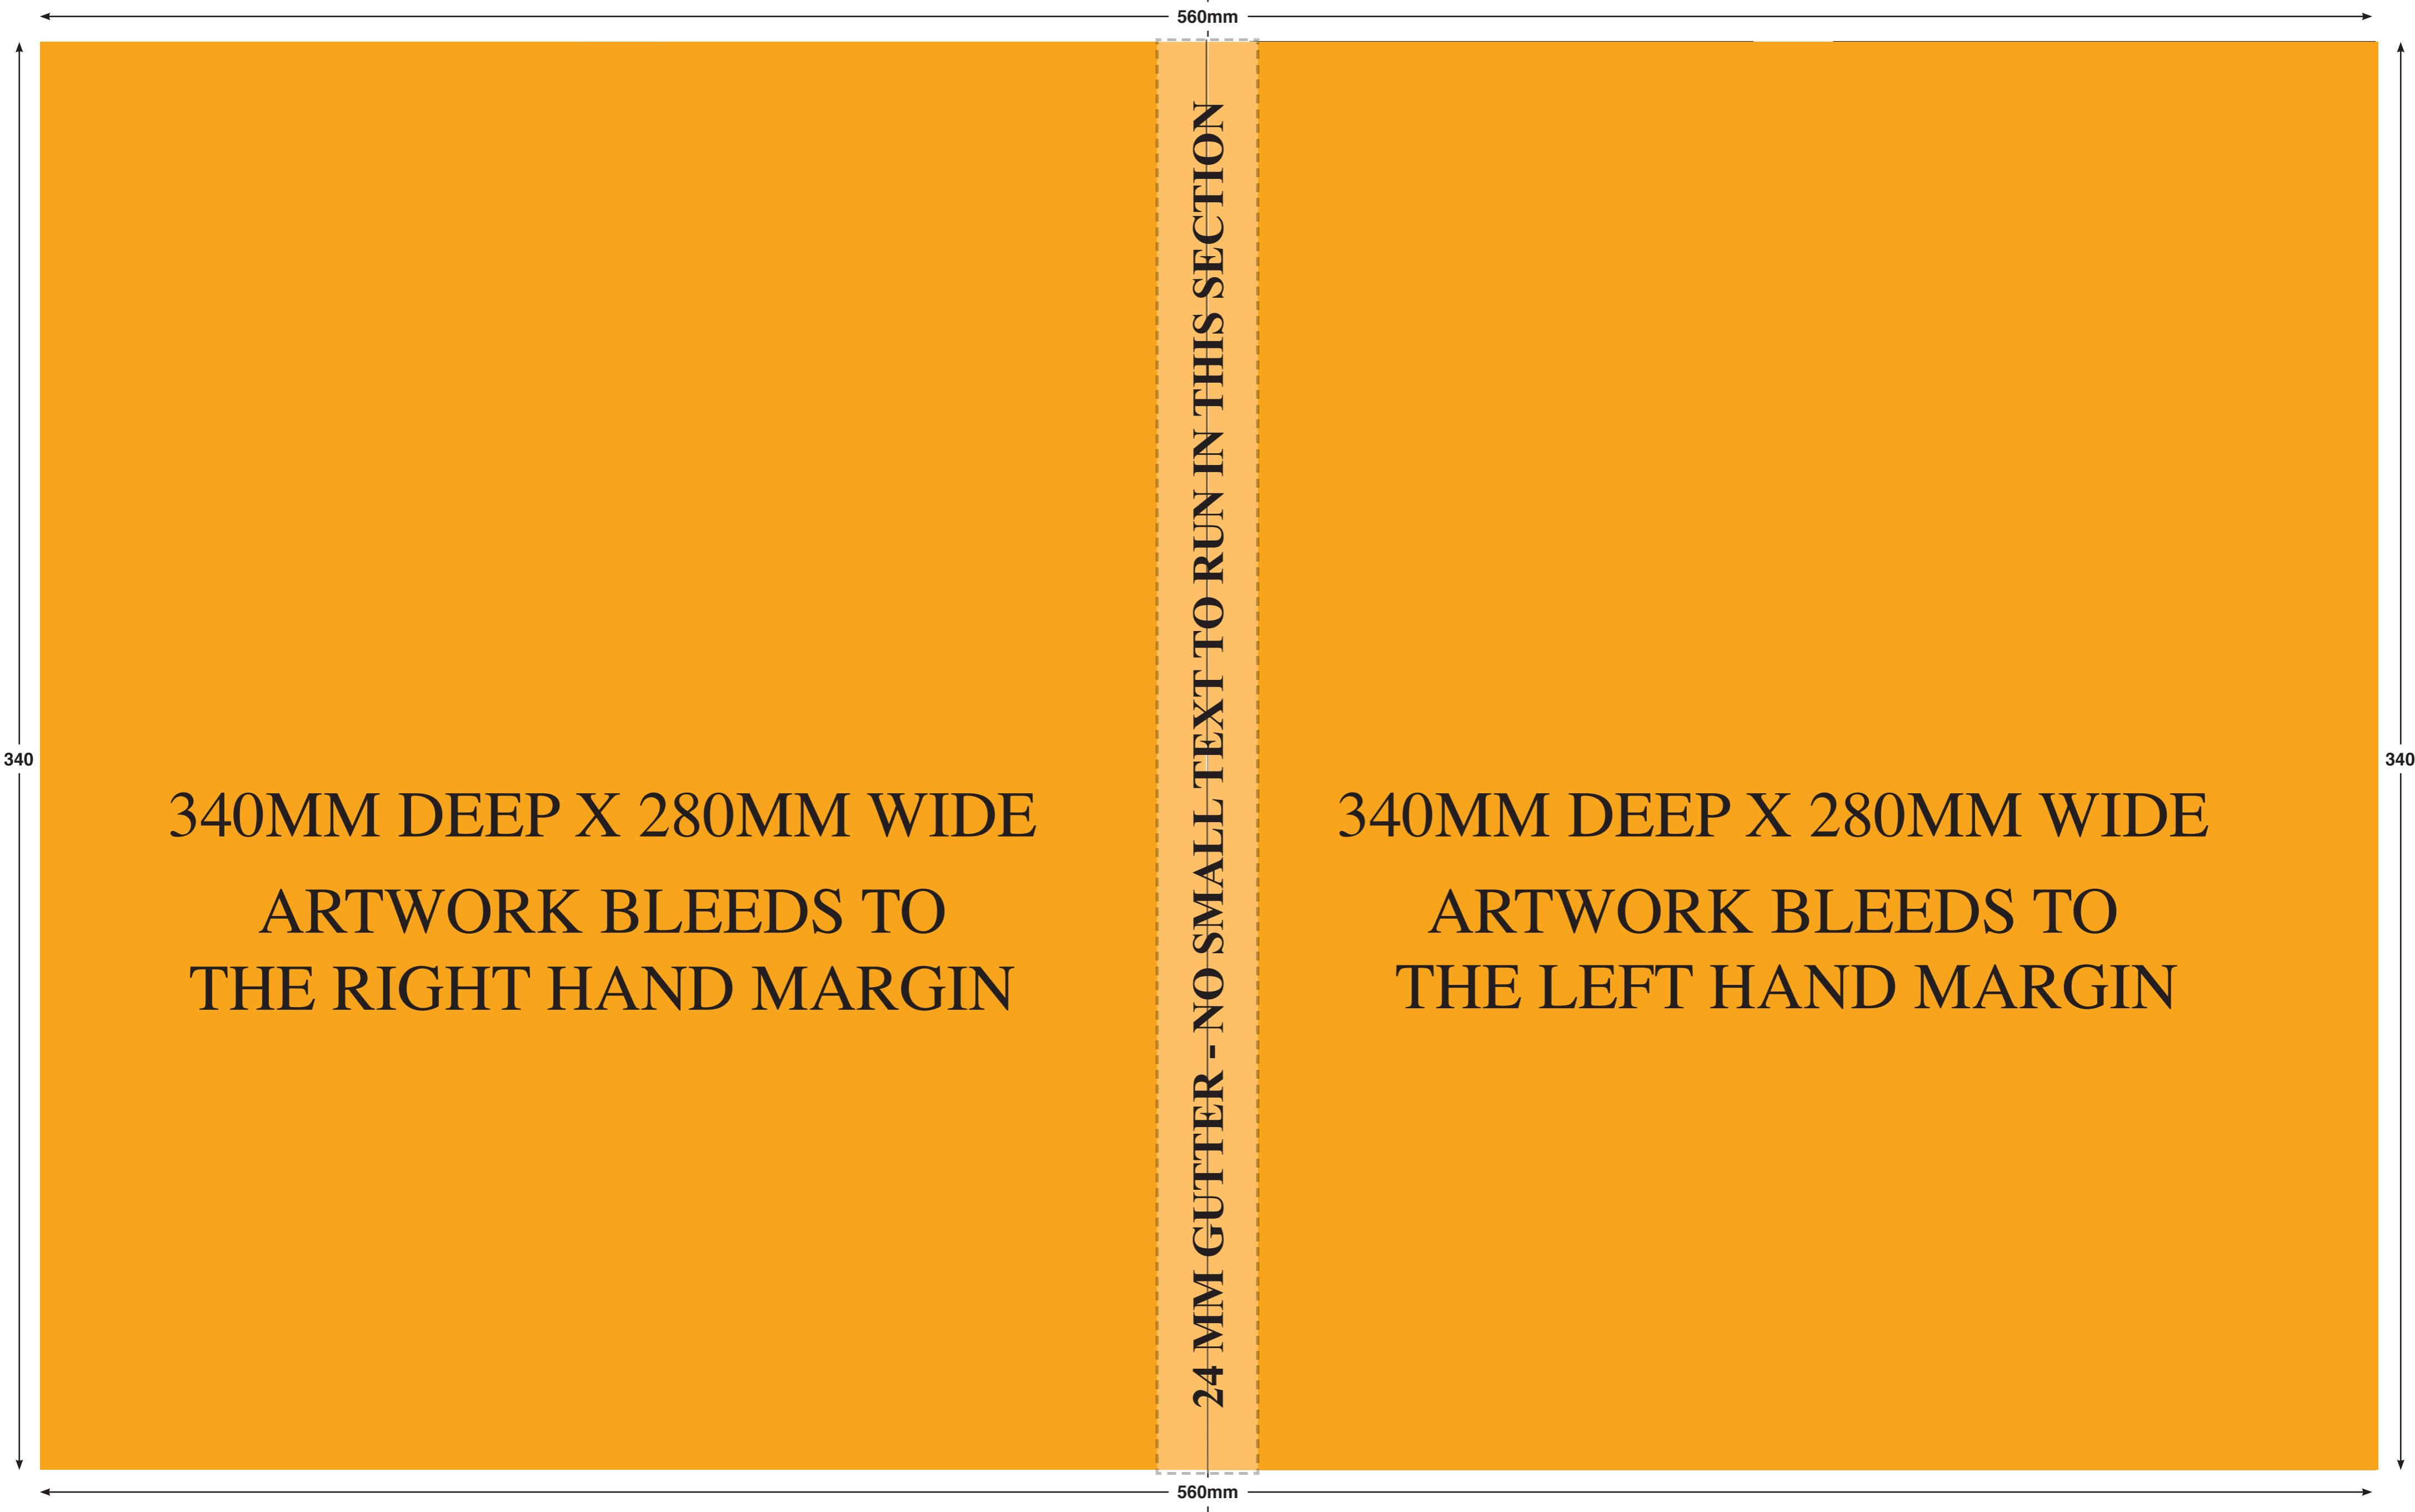 560mm
340
340MM DEEP X 280MM WIDE
ARTWORK BLEEDS TO
THE RIGHT HAND MARGIN
24 MM GUTTER - NO SMALL TEXT TO RUN IN THIS SECTION
340MM DEEP X 280MM WIDE
ARTWORK BLEEDS TO
THE LEFT HAND MARGIN
340
560mm